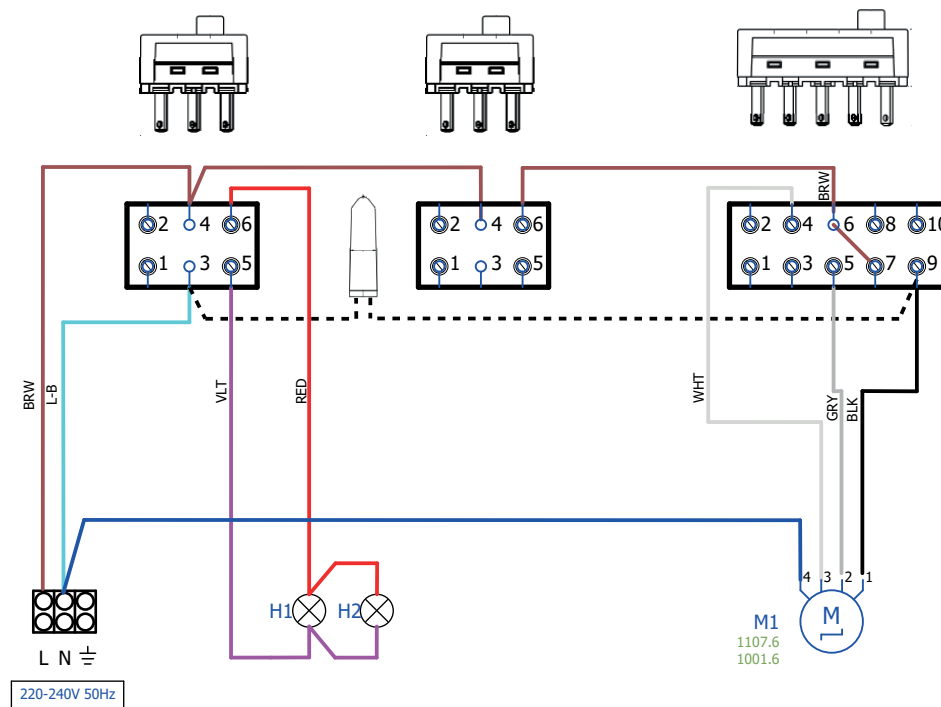 BRW
2 4 6
2 4 6
2 4 6 8 10
1 3 5
1 3 5
1 3 5 7 9
BRW
L-B
VLT
RED
WHT
GRY
BLK
4 3 2 1
H1
H2
M
M1
1107.6
1001.6
L N
220-240V 50Hz